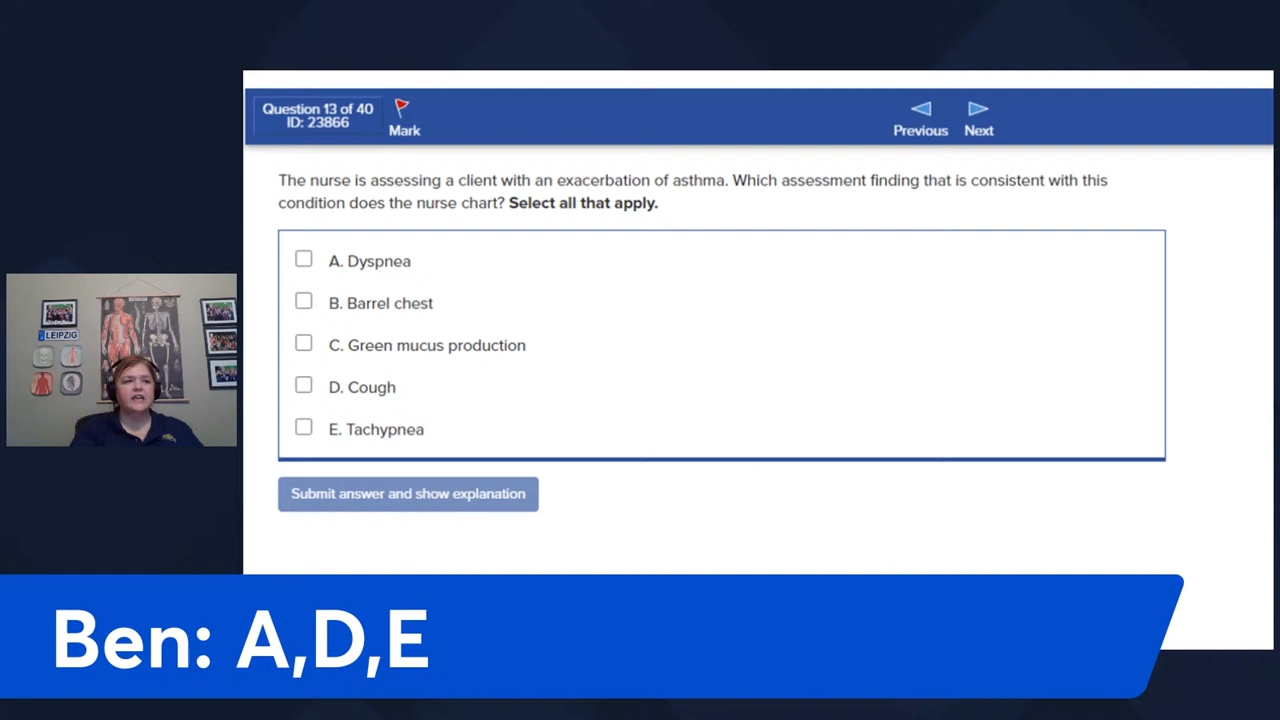 Question 13 of 40
ID: 23866
Mark
Previous
Next
The nurse is assessing a client with an exacerbation of asthma. Which assessment finding that is consistent with this
condition does the nurse chart? Select all that apply.
A. Dyspnea
B. Barrel chest
C. Green mucus production
D. Cough
E. Tachypnea
Submit answer and show explanation
LEIPZIG
Ben: A,D,E